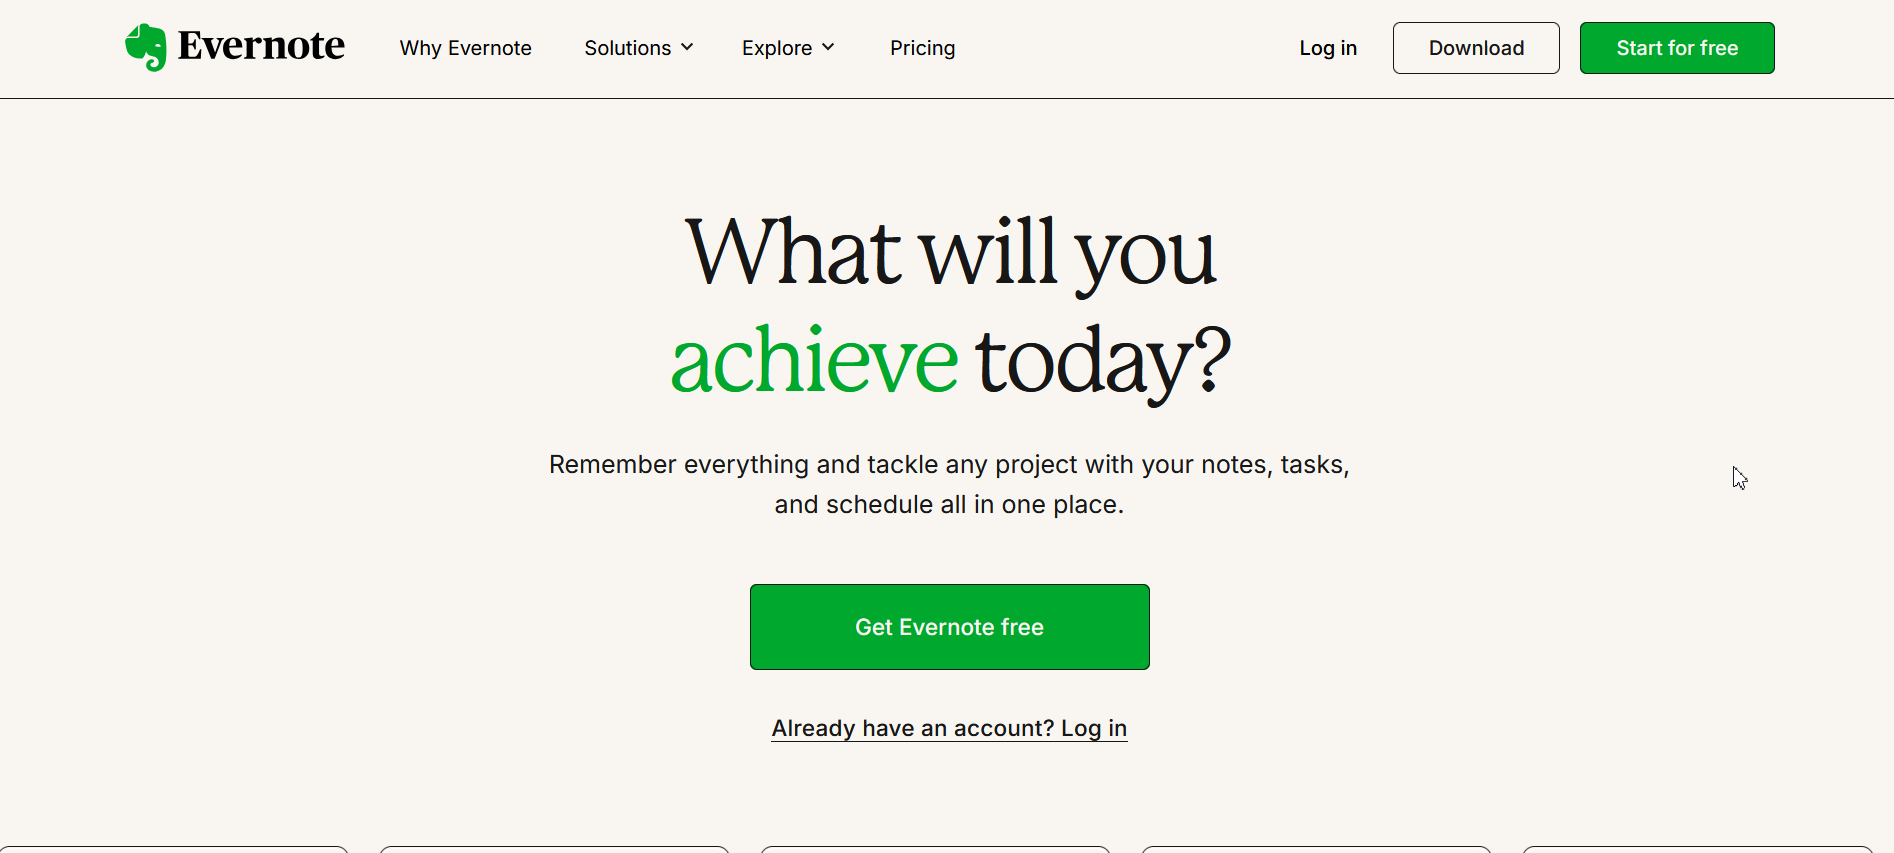 Evernote
Why Evernote
Solutions
Explore
Pricing
Log in
Download
Start for free
What will you
achieve today?
Remember everything and tackle any project with your notes, tasks,
and schedule all in one place.
Get Evernote free
Already have an account? Log in